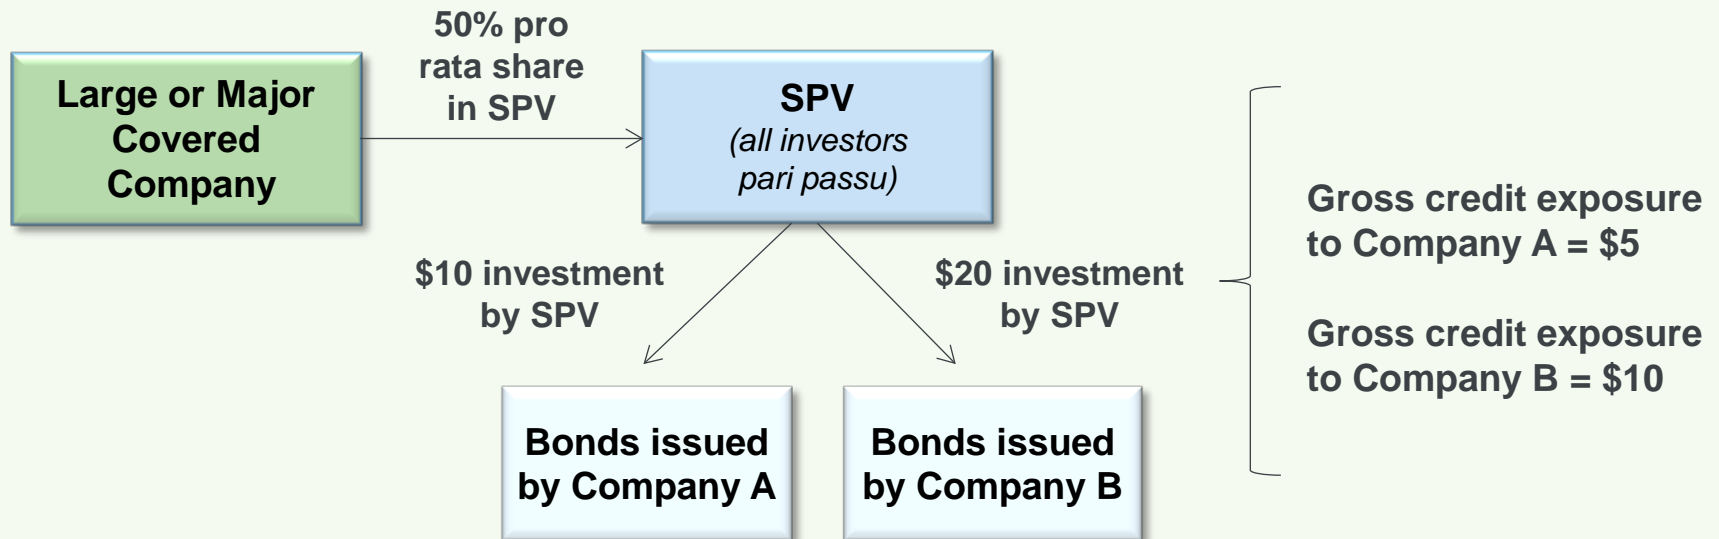 50% pro
rata share
in SPV
Large or Major
Covered
Company
SPV
(all investors
pari passu)
$10 investment
by SPV
$20 investment
by SPV
Bonds issued
by Company A
Bonds issued
by Company B
Gross credit exposure
to Company A = $5
Gross credit exposure
to Company B = $10